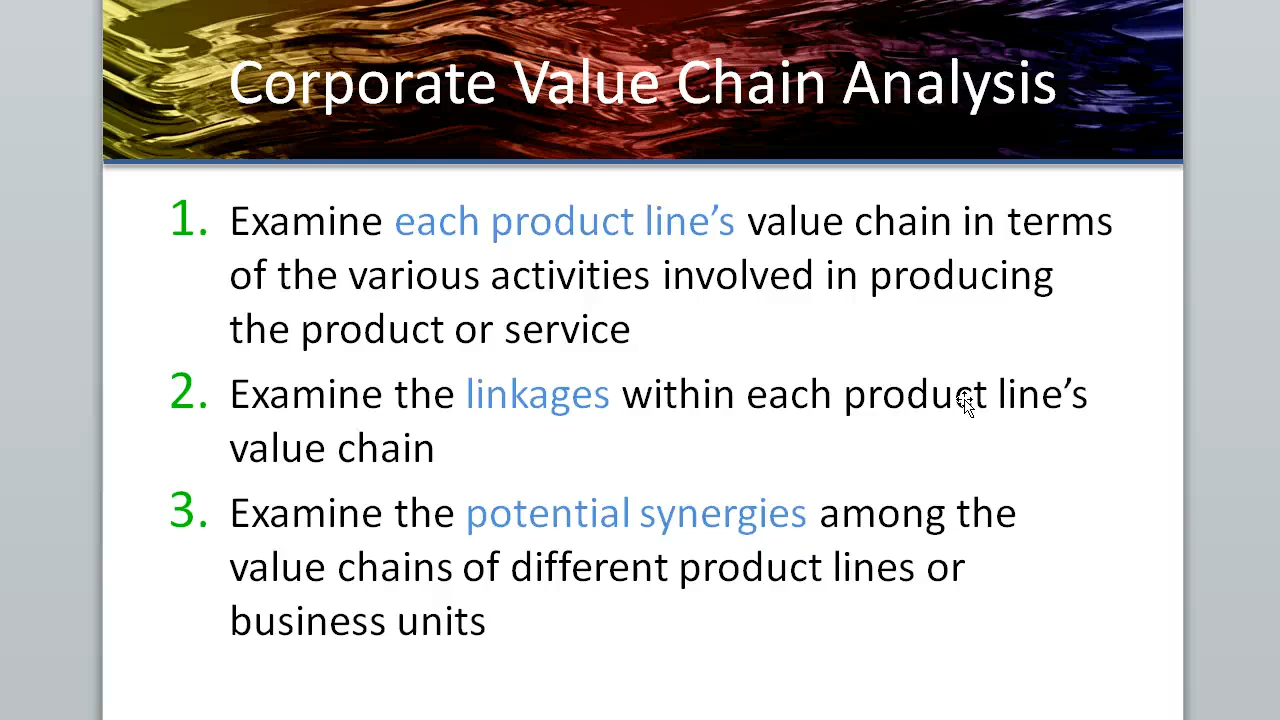 Corporate Value Chain Analysis
1. Examine each product line’s value chain in terms
of the various activities involved in producing
the product or service
2. Examine the linkages within each product line’s
value chain
3. Examine the potential synergies among the
value chains of different product lines or
business units